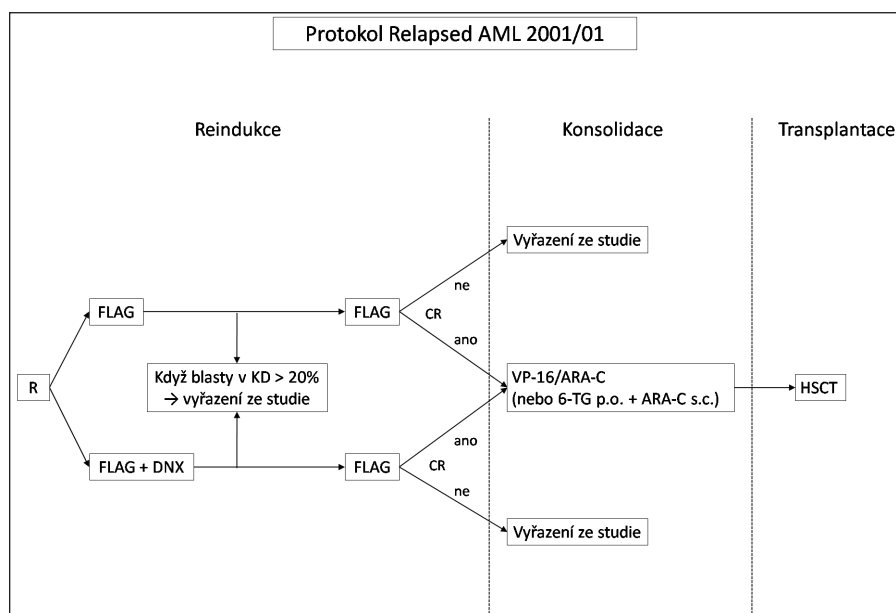 Protokol Relapsed AML 2001/01
Reindukce
Konsolidace
Transplantace
Vyřazení ze studie
ne
FLAG
FLAG
CR
ano
R
Když blasty v KD > 20%
→ vyřazení ze studie
VP-16/ARA-C
(nebo 6-TG p.o. + ARA-C s.c.)
HSCT
ano
FLAG + DNX
FLAG
CR
ne
Vyřazení ze studie